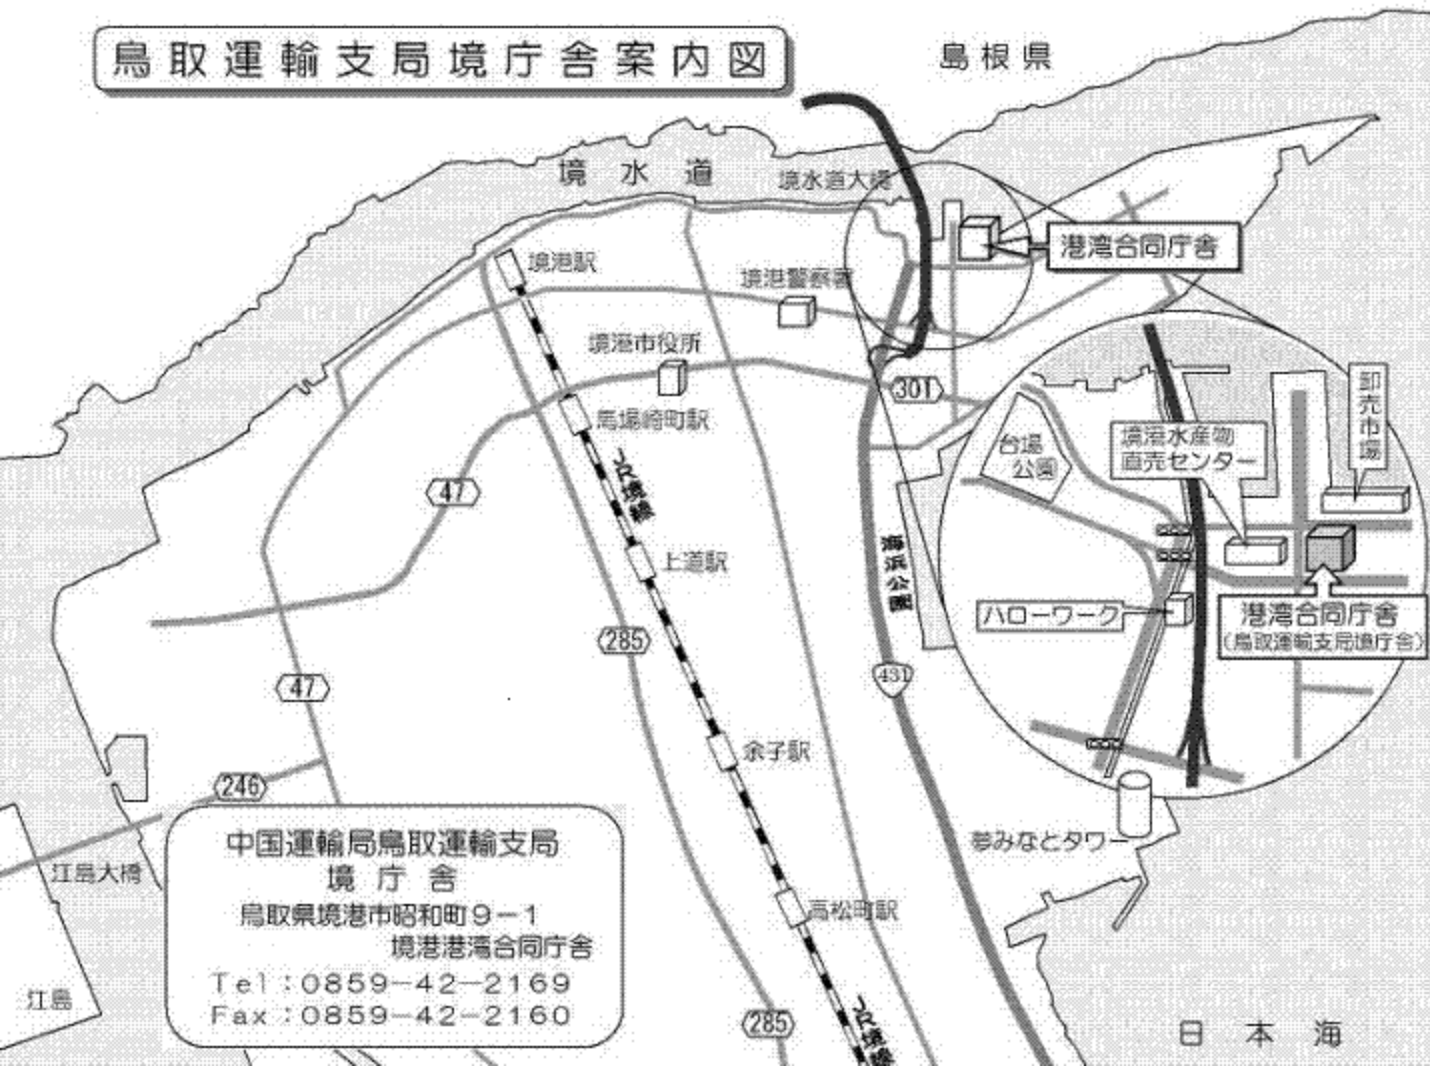 鳥取運輸支局境庁舎案内図
島根県
境水道
境水道大橋
港湾合同庁舎
境港駅
境港警察署
境港市役所
301
馬場崎町駅
JR境線
47
卸売市場
台場
公園
境港水産物
直売センター
上道駅
海浜公園
ハローワーク
港湾合同庁舎
(鳥取運輸支局境庁舎)
285
431
47
余子駅
246
夢みなとタワー
江島大橋
中国運輸局鳥取運輸支局
境庁舎
鳥取県境港市昭和町9-1
境港港湾合同庁舎
Tel:0859-42-2169
Fax:0859-42-2160
高松町駅
江島
285
JR境線
日本海